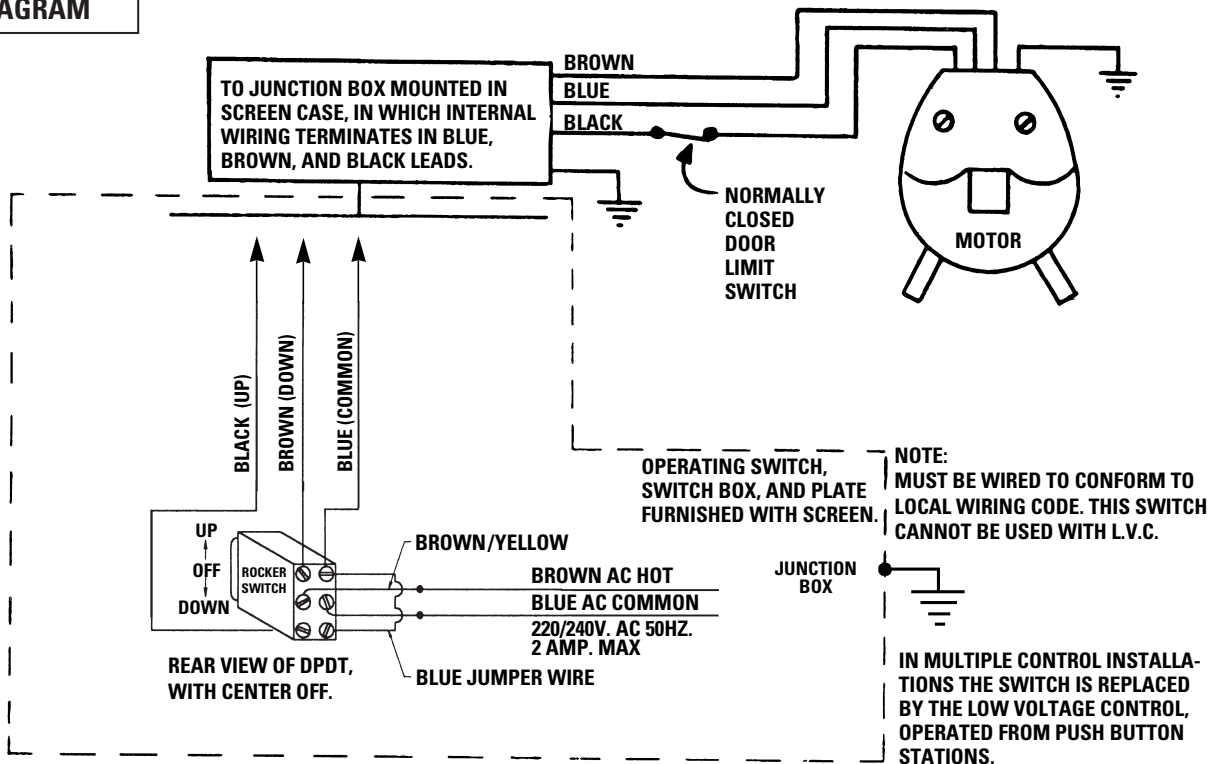 AGRAM
TO JUNCTION BOX MOUNTED IN
SCREEN CASE, IN WHICH INTERNAL
WIRING TERMINATES IN BLUE,
BROWN, AND BLACK LEADS.
BROWN
BLUE
BLACK
NORMALLY
CLOSED
DOOR
LIMIT
SWITCH
MOTOR
BLACK (UP)
BROWN (DOWN)
BLUE (COMMON)
OPERATING SWITCH,
SWITCH BOX, AND PLATE
FURNISHED WITH SCREEN.
NOTE:
MUST BE WIRED TO CONFORM TO
LOCAL WIRING CODE. THIS SWITCH
CANNOT BE USED WITH L.V.C.
UP
OFF
DOWN
ROCKER
SWITCH
BROWN/YELLOW
BROWN AC HOT
BLUE AC COMMON
220/240V. AC 50HZ.
2 AMP. MAX
BLUE JUMPER WIRE
JUNCTION
BOX
REAR VIEW OF DPDT,
WITH CENTER OFF.
IN MULTIPLE CONTROL INSTALLA-
TIONS THE SWITCH IS REPLACED
BY THE LOW VOLTAGE CONTROL,
OPERATED FROM PUSH BUTTON
STATIONS.